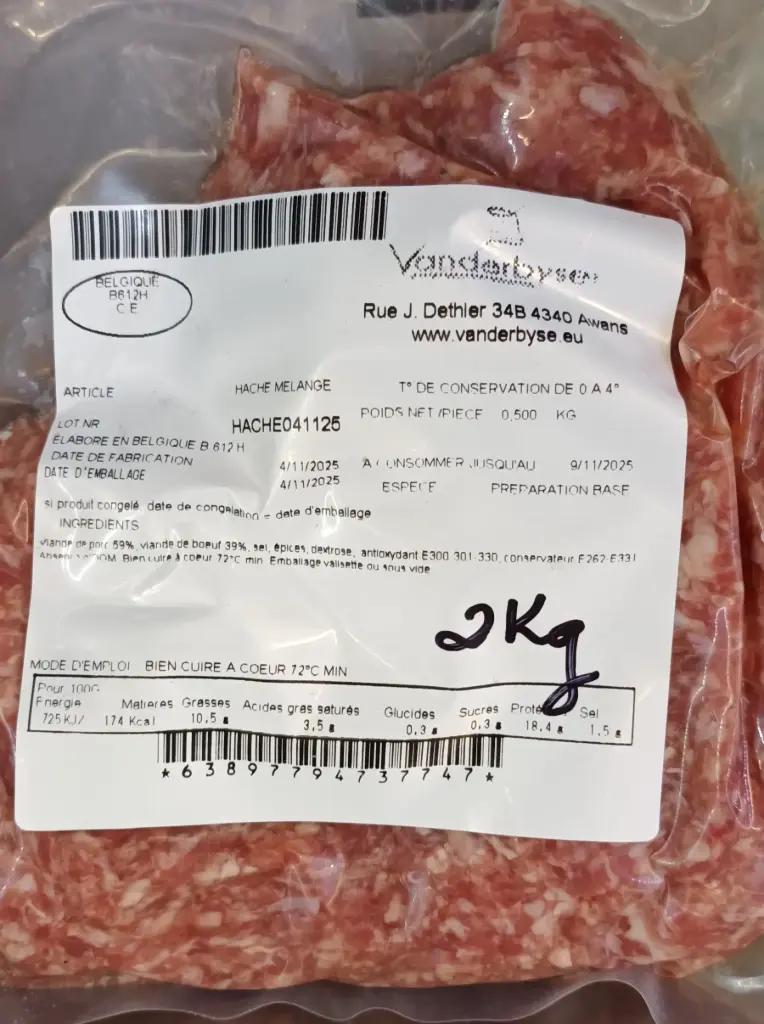 Vanderbyse
BELGIQUE
B612H
C E
Rue J. Dethier 34B 4340 Awans
www.vanderbyse.eu
ARTICLE HACHE MELANGE T° DE CONSERVATION DE 0 A 4°
LOT NR HACHE041125 POIDS NET /PIECE 0,500 KG
ÉLABORE EN BELGIQUE B 612 H
DATE DE FABRICATION 4/11/2025 A CONSOMMER JUSQU'AU 9/11/2025
DATE D'EMBALLAGE 4/11/2025 ESPECE PREPARATION BASE
si produit congelé, date de congelation = date d'emballage
INGREDIENTS
viande de porc 59%, viande de boeuf 39%, sel, épices, dextrose, antioxydant E300 301 330, conservateur E262 E331
Bien cuire à coeur 72°C min Emballage valisette ou sous vide
2Kg
MODE D'EMPLOI BIEN CUIRE A COEUR 72°C MIN
Pour 100G
Energie Matieres Grasses Acides gras saturés Glucides Sucres Sel
725 KJ/ 174 Kcal 10,5 g 3,5 g 0,3 g 0,3 g 18,4 g 1,5 g
*6389779473774 7*